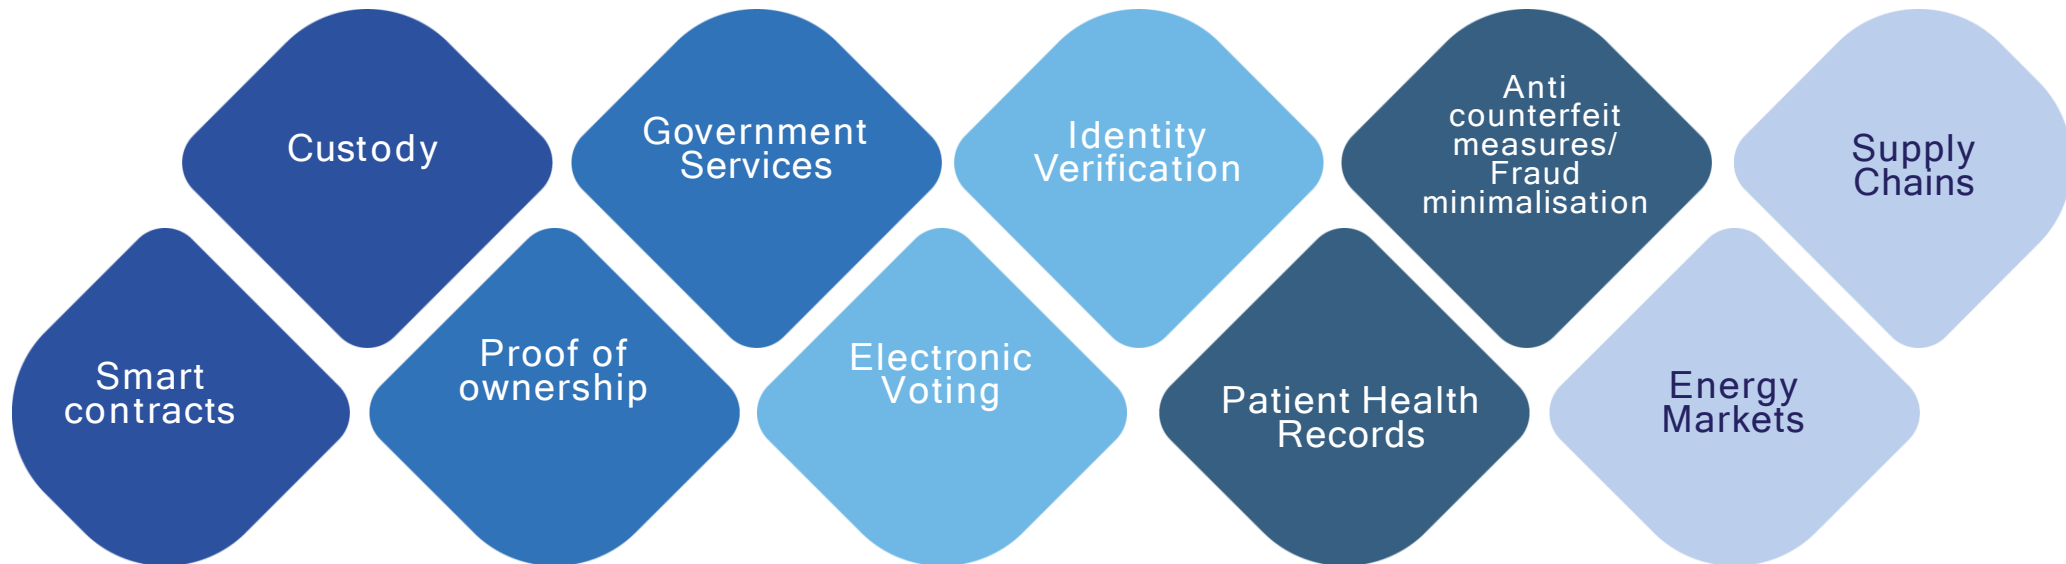 Custody
Government
Services
Identity
Verification
Anti
counterfeit
measures/
Fraud
minimalisation
Supply
Chains
Smart
contracts
Proof of
ownership
Electronic
Voting
Patient Health
Records
Energy
Markets